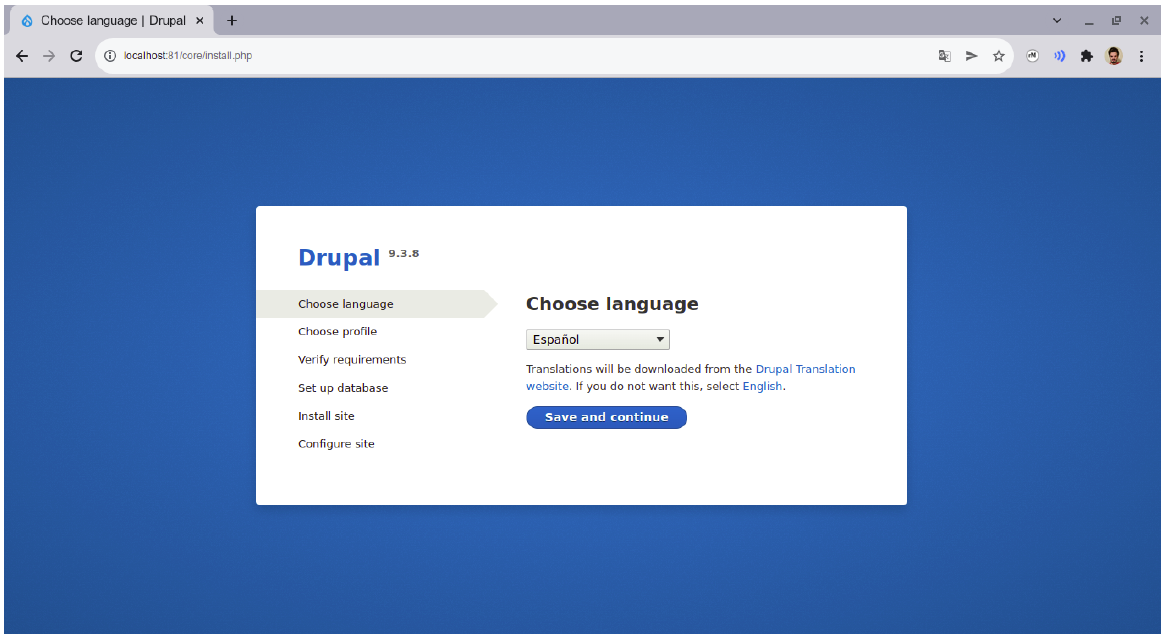 Choose language | Drupal
localhost:81/core/install.php
Drupal 9.3.8
Choose language
Choose profile
Verify requirements
Set up database
Install site
Configure site
Choose language
Español
Translations will be downloaded from the Drupal Translation
website. If you do not want this, select English.
Save and continue